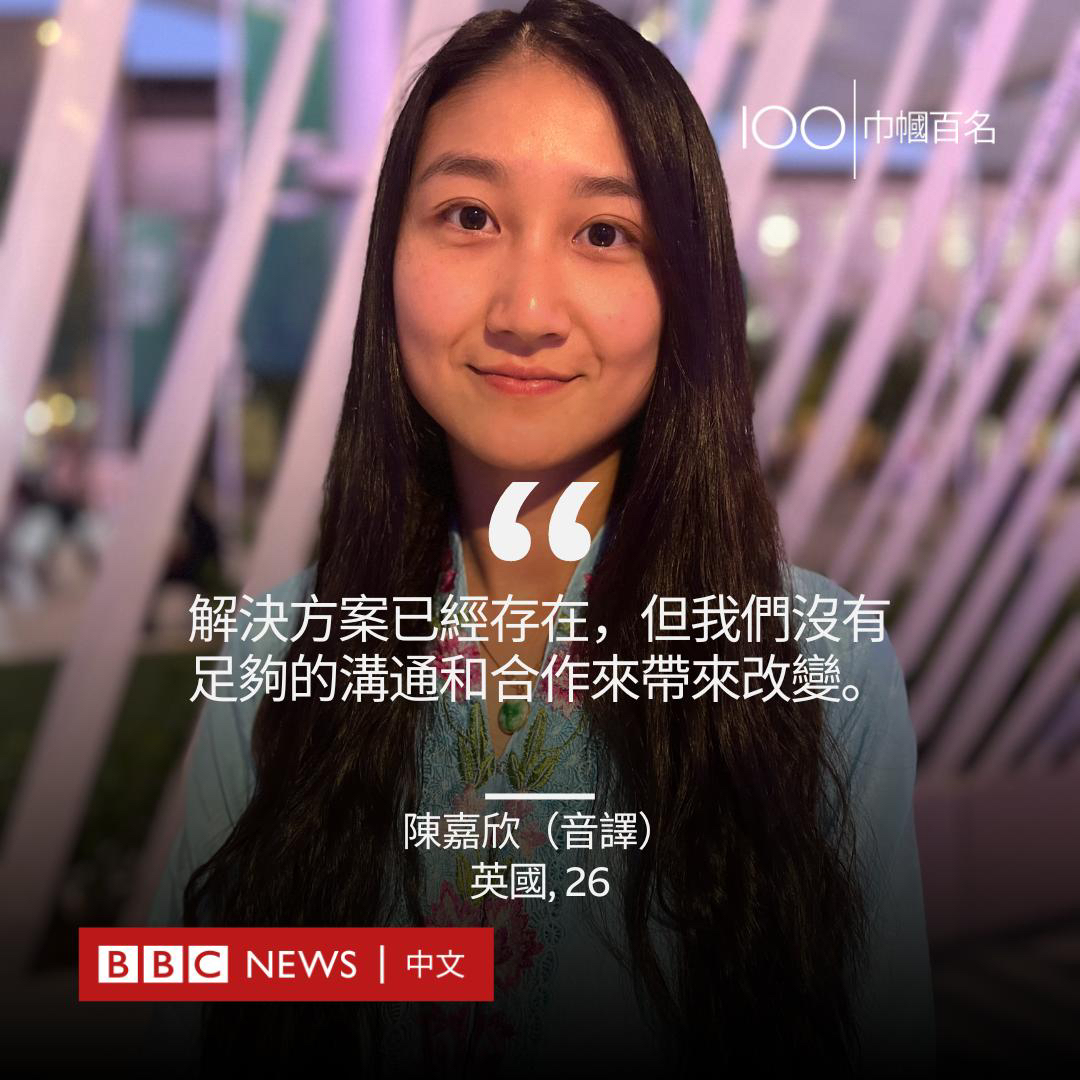 100 巾幗百名
“
解決方案已經存在，但我們沒有
足夠的溝通和合作來帶來改變。
陳嘉欣（音譯）
英國, 26
BBC NEWS | 中文